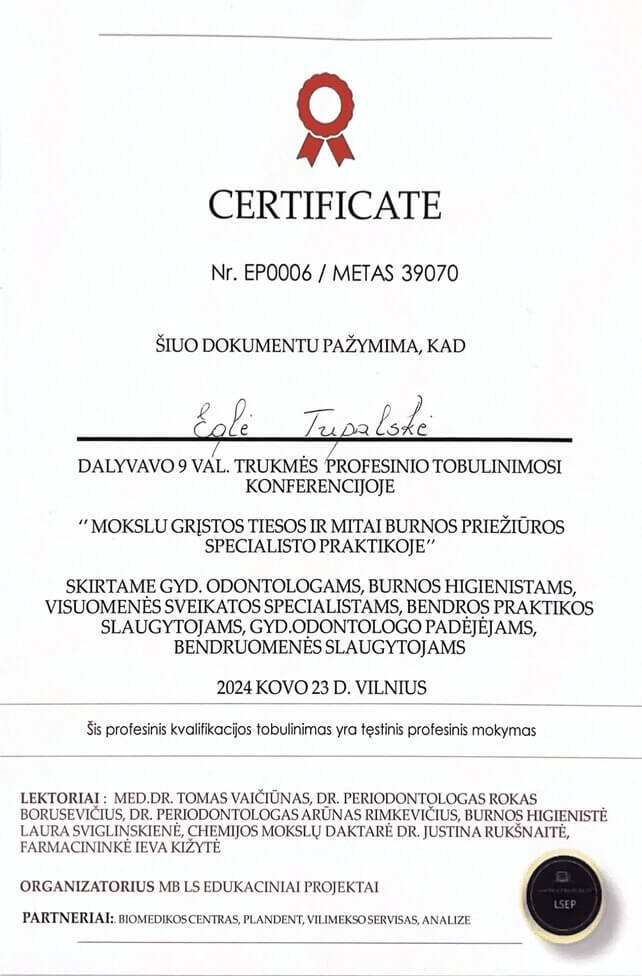 CERTIFICATE
Nr. EP0006 / METAS 39070
ŠIUO DOKUMENTU PAŽYMIMA, KAD
Eglė Tupalskė
DALYVAVO 9 VAL. TRUKMĖS PROFESINIO TOBULINIMOSI
KONFERENCIJOJE
‘’ MOKSLU GRĮSTOS TIESOS IR MITAI BURNOS PRIEŽIŪROS
SPECIALISTO PRAKTIKOJE’’
SKIRTAME GYD. ODONTOLOGAMS, BURNOS HIGIENISTAMS,
VISUOMENĖS SVEIKATOS SPECIALISTAMS, BENDROS PRAKTIKOS
SLAUGYTOJAMS, GYD.ODONTOLOGO PADĖJĖJAMS,
BENDRUOMENĖS SLAUGYTOJAMS
2024 KOVO 23 D. VILNIUS
Šis profesinis kvalifikacijos tobulinimas yra tęstinis profesinis mokymas
LEKTORIAI : MED.DR. TOMAS VAIČIŪNAS, DR. PERIODONTOLOGAS ROKAS
BORUSEVIČIUS, DR. PERIODONTOLOGAS ARŪNAS RIMKEVIČIUS, BURNOS HIGIENISTĖ
LAURA SVIGLINSKIENĖ, CHEMIJOS MOKSLŲ DAKTARĖ DR. JUSTINA RUKŠNAITĖ,
FARMACININKĖ IEVA KIŽYTĖ
ORGANIZATORIUS MB LS EDUKACINIAI PROJEKTAI
PARTNERIAI:. BIOMEDIKOS CENTRAS, PLANDENT, VILIMEKSO SERVISAS, ANALIZE
LSEP